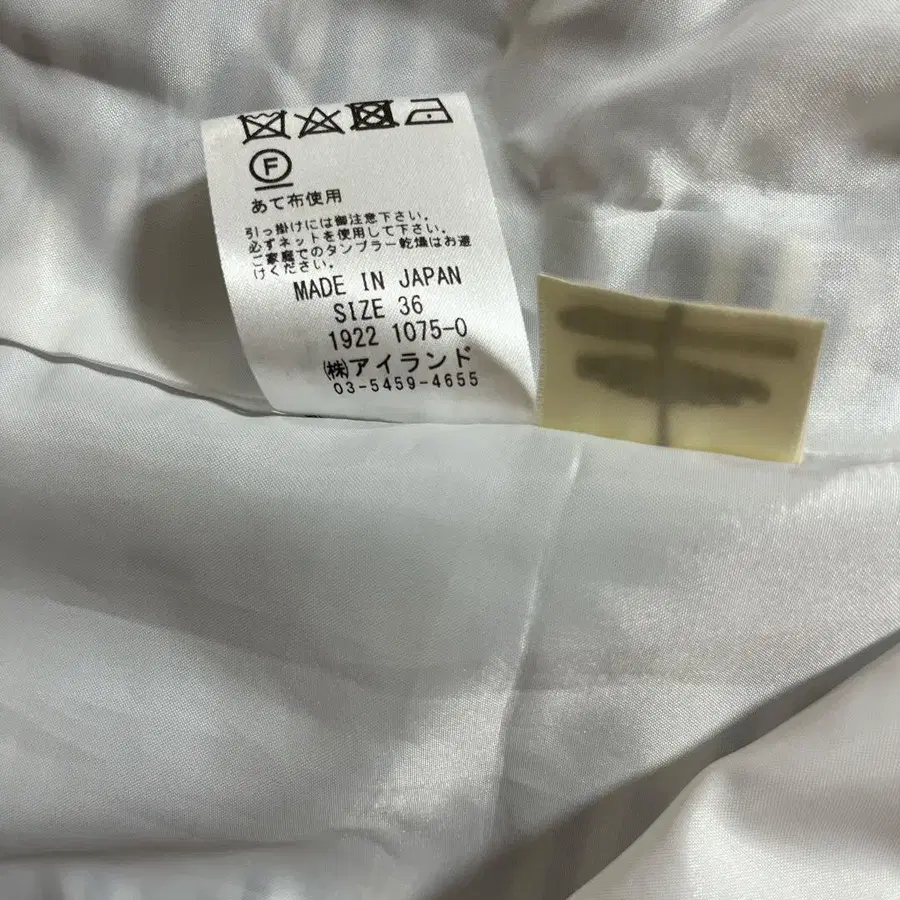 F
あて布使用
引っ掛けには御注意下さい。
必ずネットを使用して下さい。
ご家庭でのタンブラー乾燥はお避
けください。
MADE IN JAPAN
SIZE 36
1922 1075-0
㈱アイランド
03-5459-4655